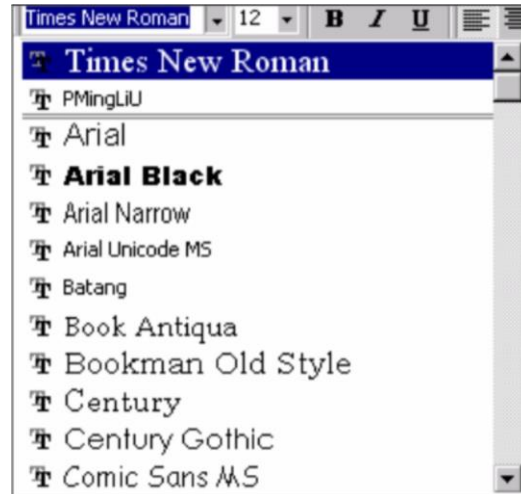 Times New Roman 12 B I U
Times New Roman
PMingLiU
Arial
Arial Black
Arial Narrow
Arial Unicode MS
Batang
Book Antiqua
Bookman Old Style
Century
Century Gothic
Comic Sans MS